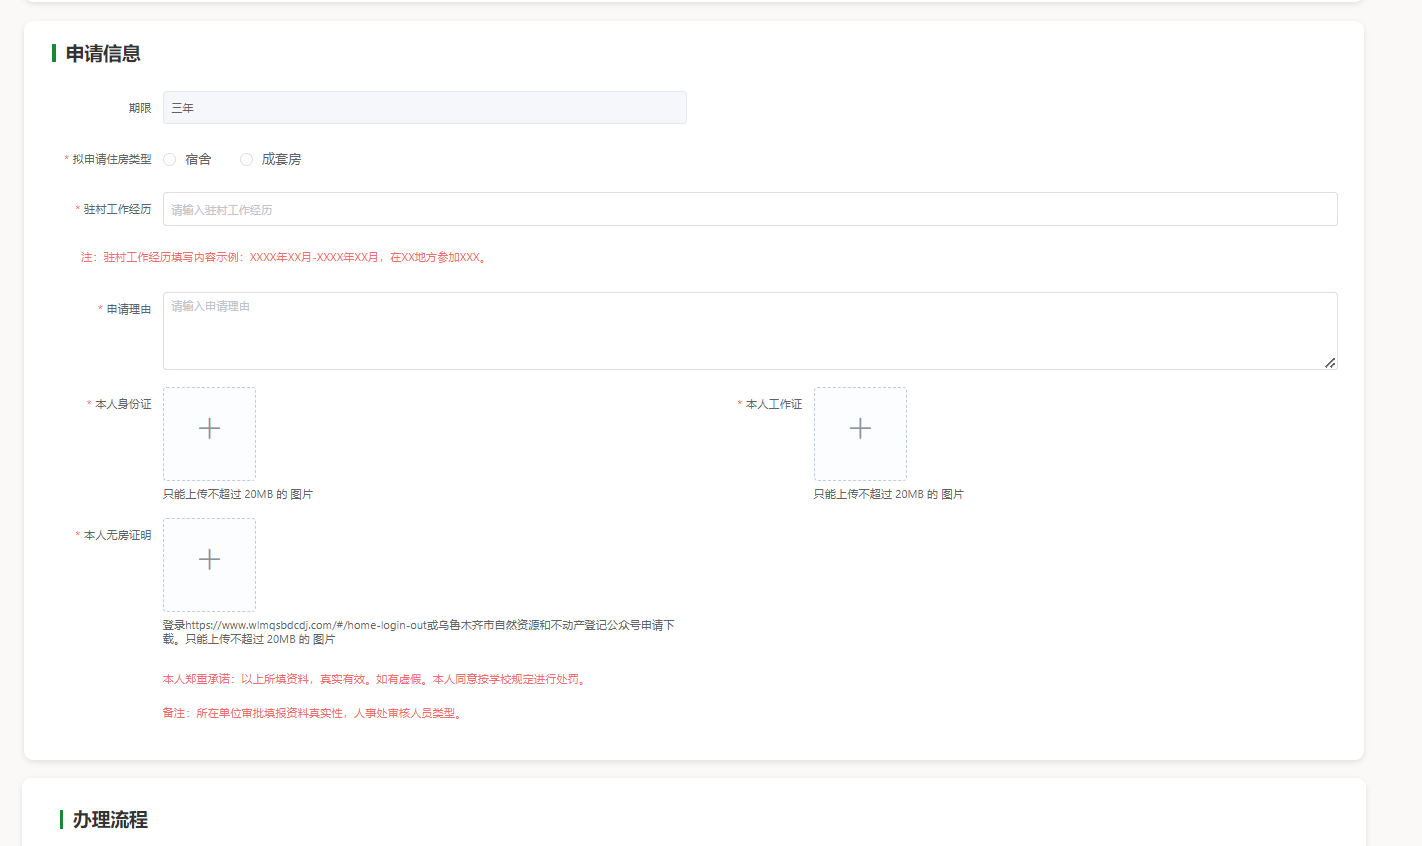 申请信息
期限 三年
* 拟申请住房类型 宿舍 成套房
* 驻村工作经历 请输入驻村工作经历
注：驻村工作经历填写内容示例：XXXX年XX月-XXXX年XX月，在XX地方参加XXX。
* 申请理由 请输入申请理由
* 本人身份证 * 本人工作证
只能上传不超过 20MB 的 图片 只能上传不超过 20MB 的 图片
* 本人无房证明
登录https://www.wlmqsbdcdj.com/#/home-login-out或乌鲁木齐市自然资源和不动产登记公众号申请下
载。只能上传不超过 20MB 的 图片
本人郑重承诺：以上所填资料，真实有效。如有虚假。本人同意按学校规定进行处罚。
备注：所在单位审批填报资料真实性，人事处审核人员类型。
办理流程